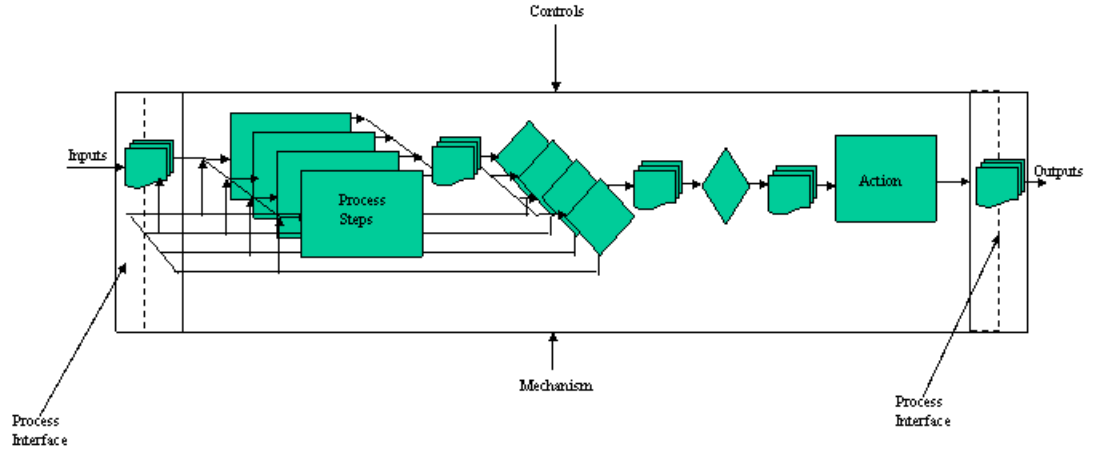 Controls
Inputs
Process
Steps
Action
Outputs
Mechanism
Process
Interface
Process
Interface